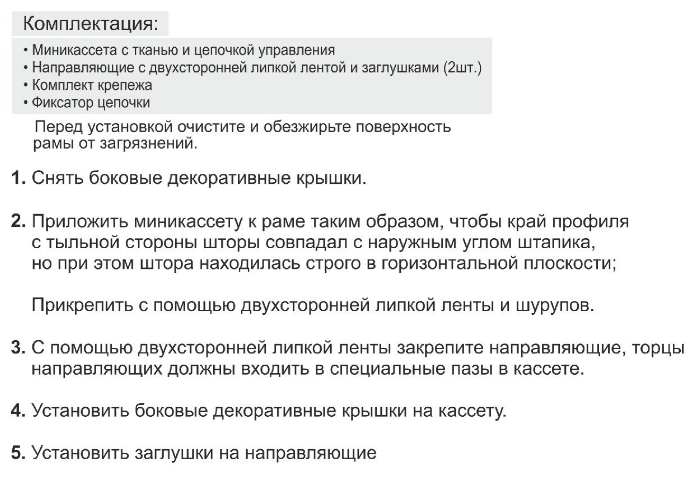 Комплектация:
• Миникассета с тканью и цепочкой управления
• Направляющие с двухсторонней липкой лентой и заглушками (2шт.)
• Комплект крепежа
• Фиксатор цепочки
Перед установкой очистите и обезжирьте поверхность
рамы от загрязнений.
1. Снять боковые декоративные крышки.
2. Приложить миникассету к раме таким образом, чтобы край профиля
с тыльной стороны шторы совпадал с наружным углом штапика,
но при этом штора находилась строго в горизонтальной плоскости;
Прикрепить с помощью двухсторонней липкой ленты и шурупов.
3. С помощью двухсторонней липкой ленты закрепите направляющие, торцы
направляющих должны входить в специальные пазы в кассете.
4. Установить боковые декоративные крышки на кассету.
5. Установить заглушки на направляющие